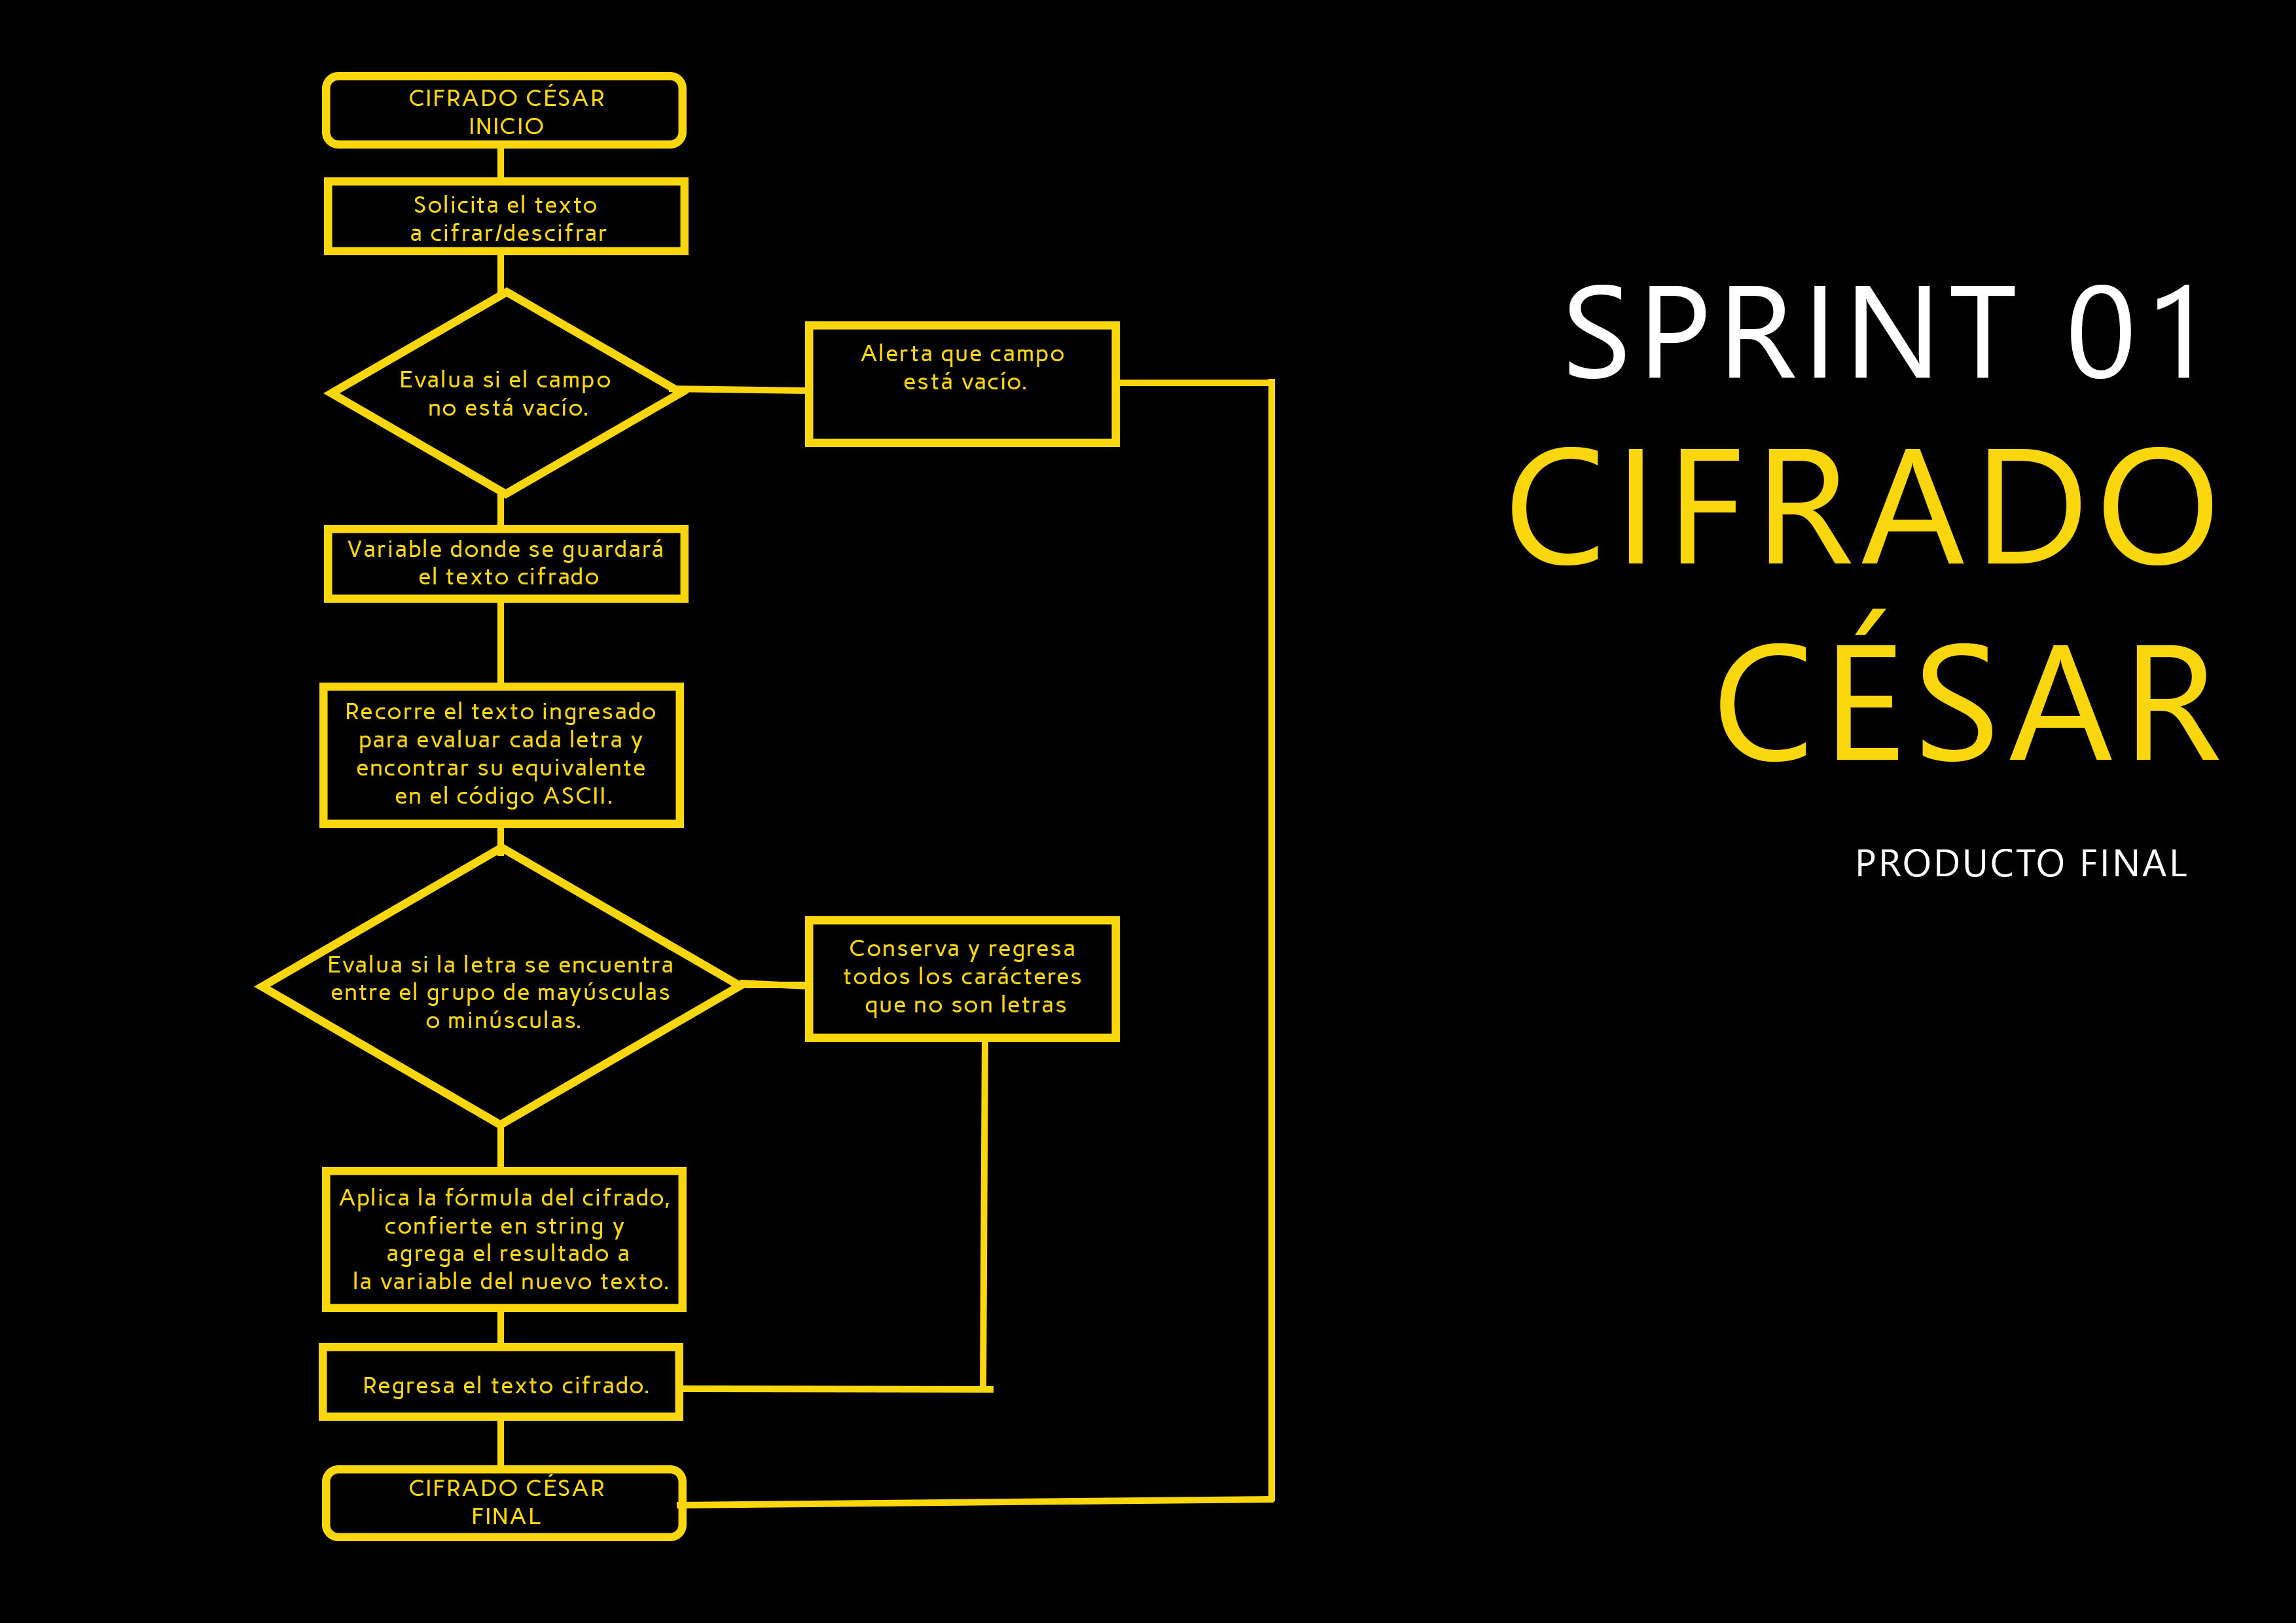 CIFRADO CÉSAR
INICIO
Solicita el texto
a cifrar/descifrar
Evalua si el campo
no está vacío.
Alerta que campo
está vacío.
Variable donde se guardará
el texto cifrado
Recorre el texto ingresado
para evaluar cada letra y
encontrar su equivalente
en el código ASCII.
Evalua si la letra se encuentra
entre el grupo de mayúsculas
o minúsculas.
Conserva y regresa
todos los carácteres
que no son letras
Aplica la fórmula del cifrado,
confierte en string y
agrega el resultado a
la variable del nuevo texto.
Regresa el texto cifrado.
CIFRADO CÉSAR
FINAL
SPRINT 01
CIFRADO
CÉSAR
PRODUCTO FINAL